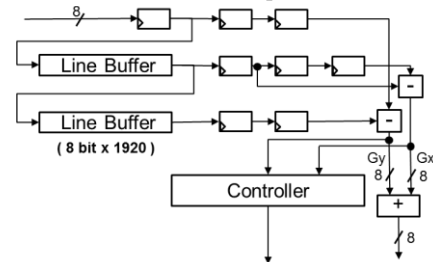 8
Line Buffer
-
Line Buffer
-
( 8 bit x 1920 )
Gy Gx
8 8
Controller
+
8